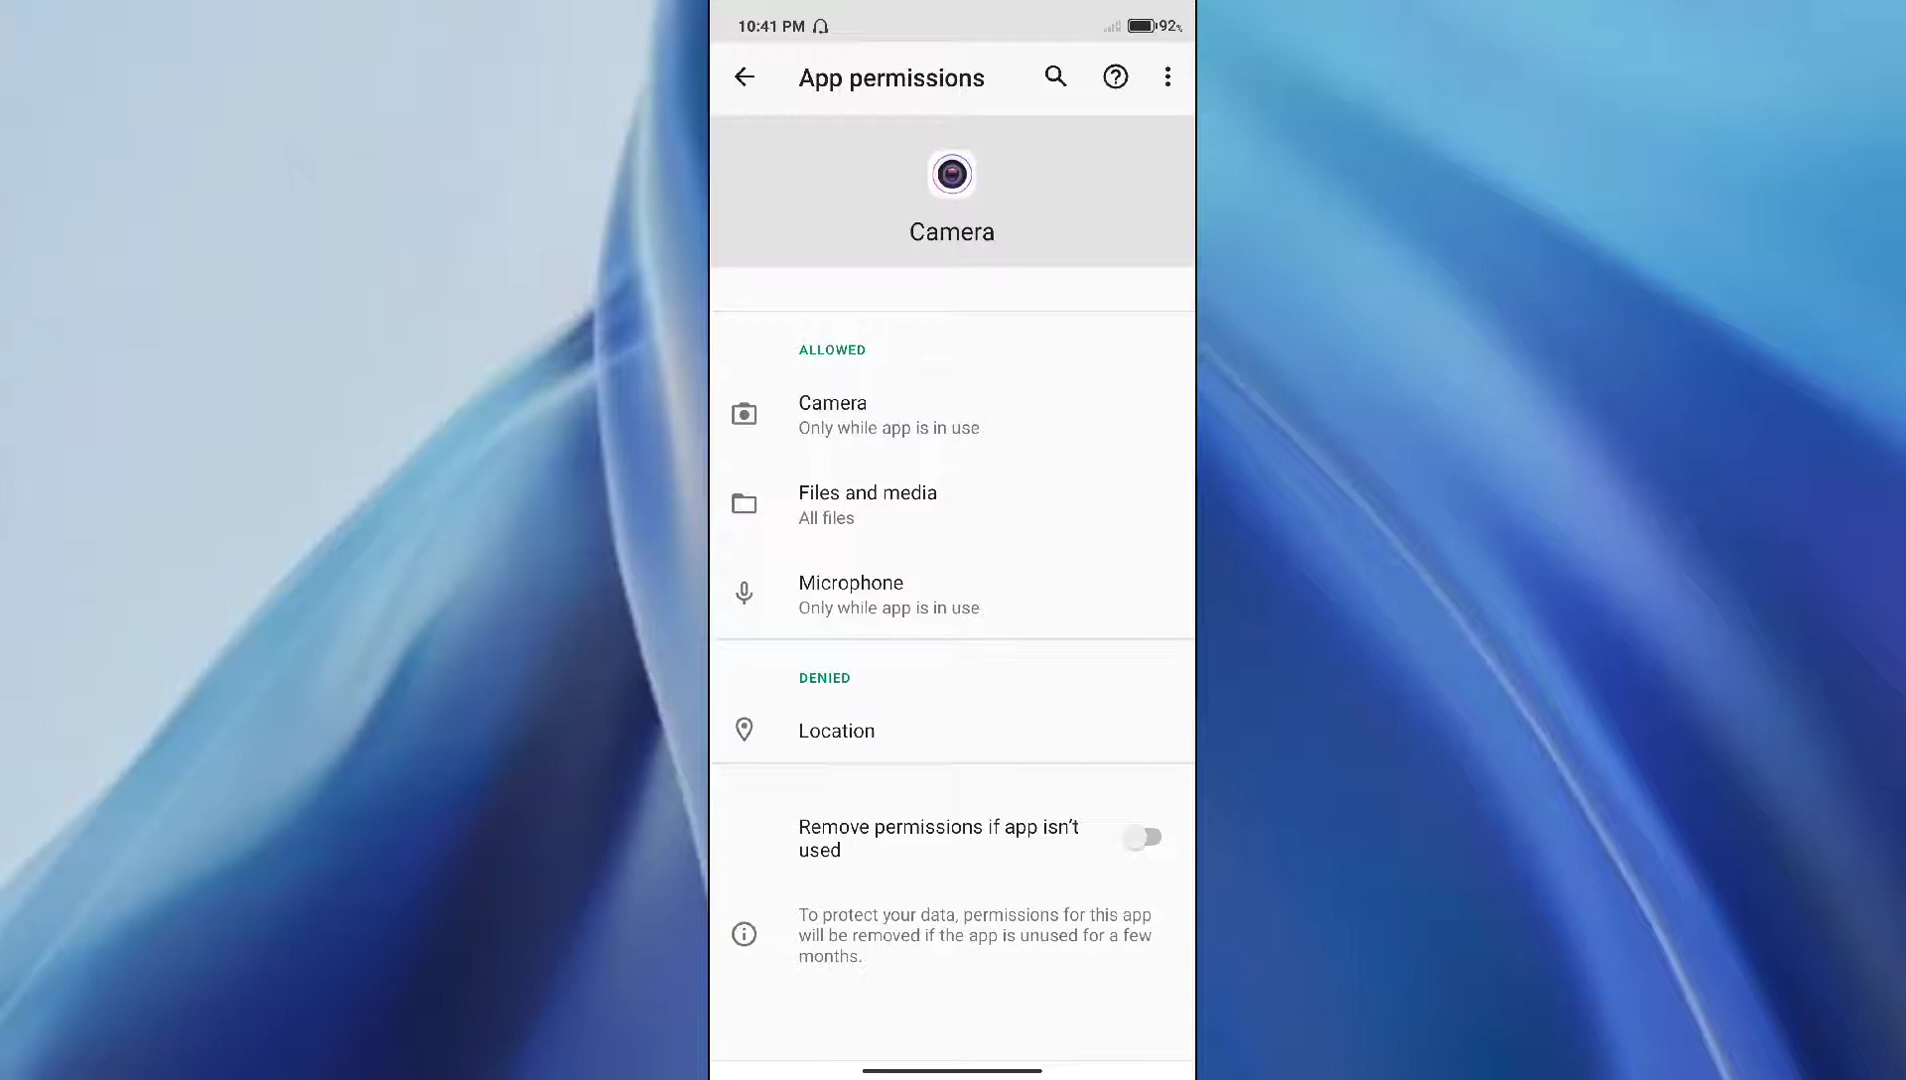 10:41 PM 92%
App permissions
Camera
ALLOWED
Camera
Only while app is in use
Files and media
All files
Microphone
Only while app is in use
DENIED
Location
Remove permissions if app isn’t
used
To protect your data, permissions for this app
will be removed if the app is unused for a few
months.